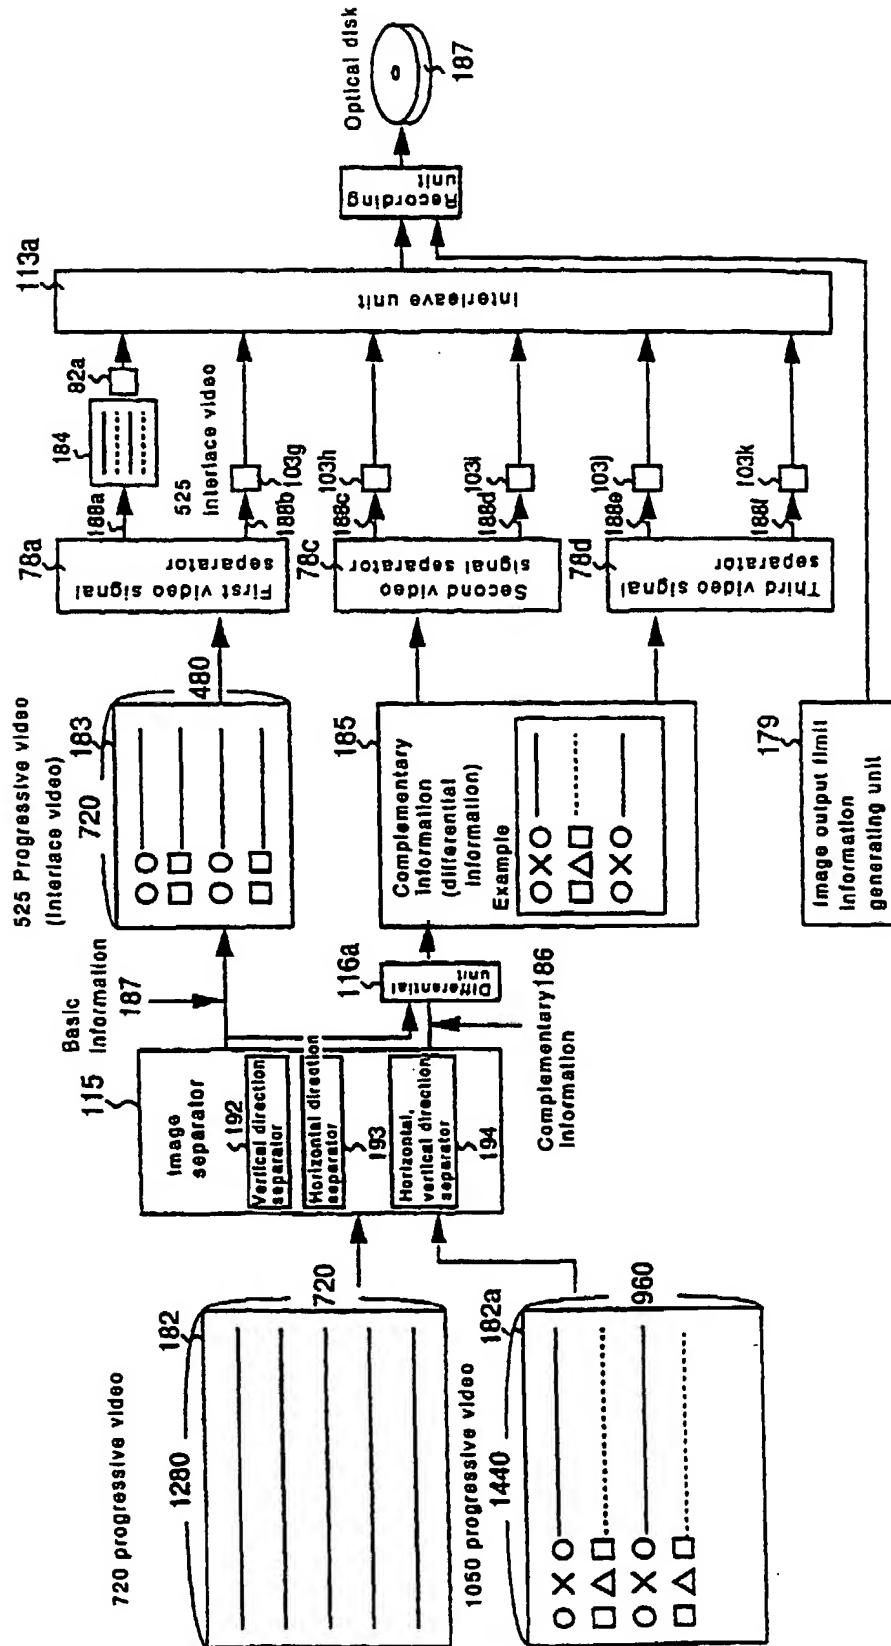 720 progressive video
1280
182
720
1050 progressive video
1440
182a
960
115
Image
separator
192
Vertical direction
separator
Horizontal direction
separator
193
Horizontal,
vertical direction
separator
194
Basic
Information
187
Complementary186
Information
116a
Differential
unit
525 Progressive video
(Interlace video)
720
183
480
185
Complementary
Information
(differential
Information)
Example
179
Image output limit
Information
generating unit
78a
First video signal
separator
78c
Second video
signal separator
78d
Third video signal
separator
188a
184
82a
525
Interlace video
188b
103g
188c
103h
188d
103i
188e
103j
188f
103k
113a
Interleave unit
Recording
unit
Optical disk
187